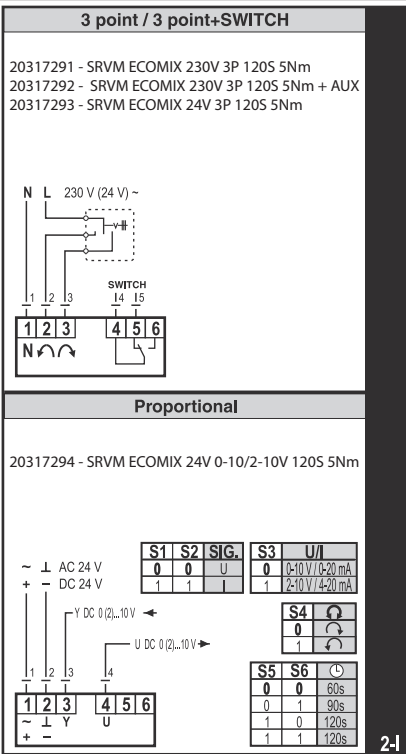 3 point / 3 point+SWITCH
20317291 - SRVM ECOMIX 230V 3P 120S 5Nm
20317292 - SRVM ECOMIX 230V 3P 120S 5Nm + AUX
20317293 - SRVM ECOMIX 24V 3P 120S 5Nm
N L 230 V (24 V) ~
SWITCH
1 2 3 4 5
1 2 3 4 5 6
N
Proportional
20317294 - SRVM ECOMIX 24V 0-10/2-10V 120S 5Nm
S1 S2 SIG.
0 0 U
1 1 I
S3 U/I
0 0-10 V / 0-20 mA
1 2-10 V / 4-20 mA
~ ⊥ AC 24 V
+ − DC 24 V
Y DC 0 (2)...10 V
U DC 0 (2)...10 V
S4
0
1
1 2 3 4
1 2 3 4 5 6
~ ⊥ Y U
+ −
S5 S6
0 0 60s
0 1 90s
1 0 120s
1 1 120s
2-I